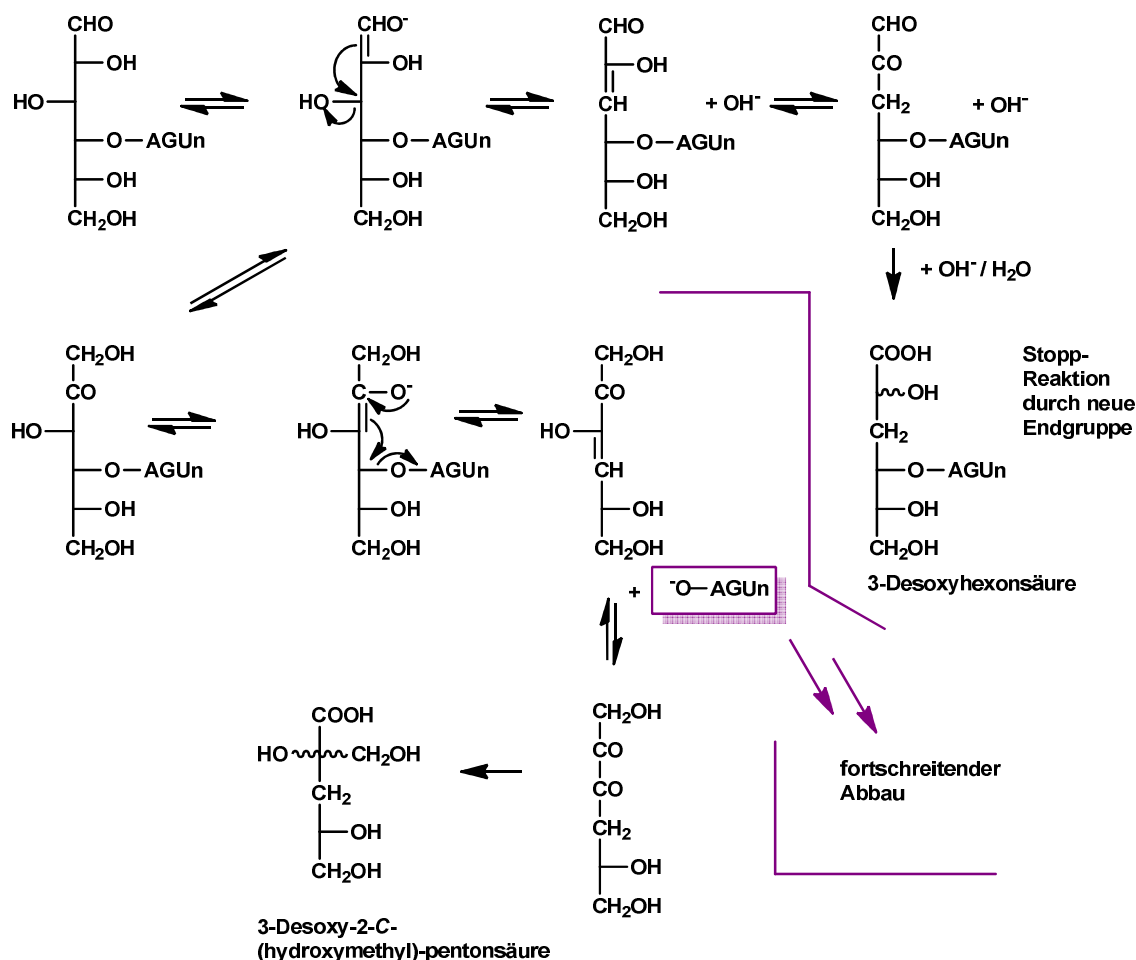 CHO
OH
HO
O—AGUn
OH
CH₂OH
CHO⁻
OH
HO
O—AGUn
OH
CH₂OH
CHO
OH
CH
+ OH⁻
O—AGUn
OH
CH₂OH
CHO
CO
CH₂
+ OH⁻
O—AGUn
OH
CH₂OH
+ OH⁻ / H₂O
CH₂OH
CO
HO
O—AGUn
OH
CH₂OH
CH₂OH
C—O⁻
HO
O—AGUn
OH
CH₂OH
CH₂OH
CO
HO
CH
OH
CH₂OH
COOH
OH
CH₂
O—AGUn
OH
CH₂OH
3-Desoxyhexonsäure
Stopp-
Reaktion
durch neue
Endgruppe
+ ⁻O—AGUn
COOH
HO CH₂OH
CH₂
OH
CH₂OH
3-Desoxy-2-C-
(hydroxymethyl)-pentonsäure
CH₂OH
CO
CO
CH₂
OH
CH₂OH
fortschreitender
Abbau